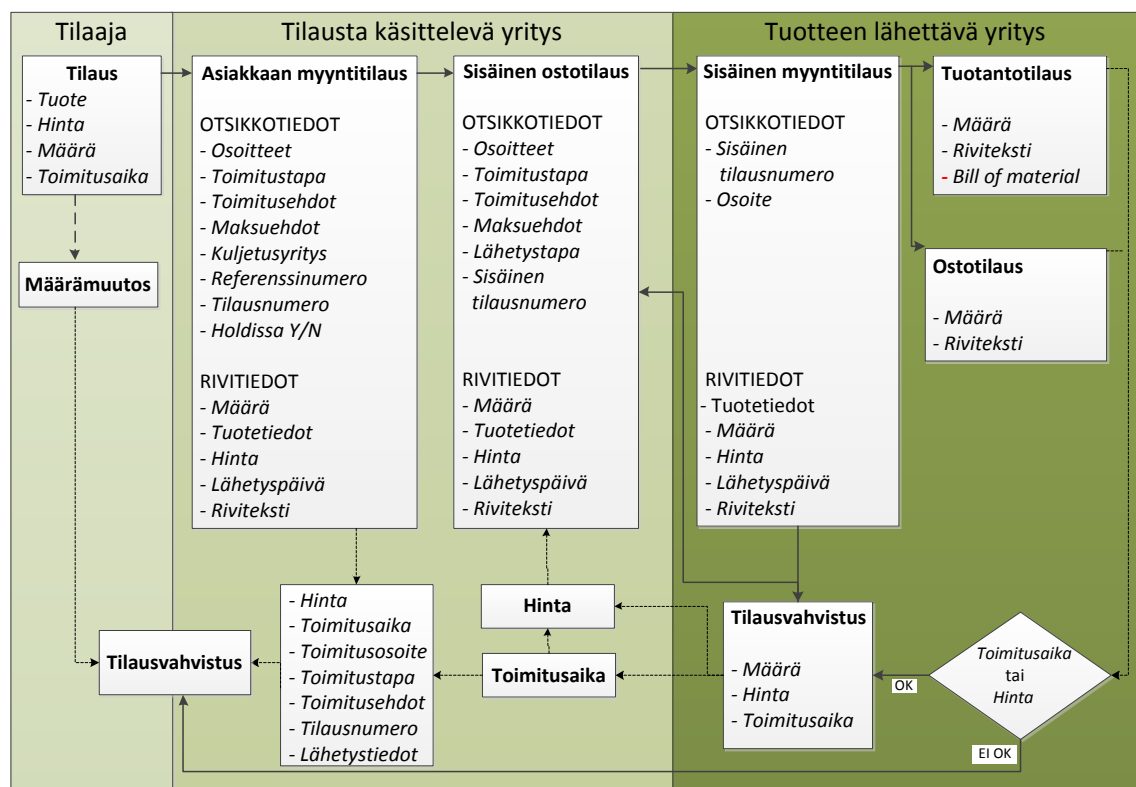 Tilaaja
Tilausta käsittelevä yritys
Tuotteen lähettävä yritys
Tilaus
- Tuote
- Hinta
- Määrä
- Toimitusaika
Määrämuutos
Asiakkaan myyntitilaus
OTSIKKOTIEDOT
- Osoitteet
- Toimitustapa
- Toimitusehdot
- Maksuehdot
- Kuljetusyritys
- Referenssinumero
- Tilausnumero
- Holdissa Y/N
RIVITIEDOT
- Määrä
- Tuotetiedot
- Hinta
- Lähetyspäivä
- Riviteksti
Sisäinen ostotilaus
OTSIKKOTIEDOT
- Osoitteet
- Toimitustapa
- Toimitusehdot
- Maksuehdot
- Lähetystapa
- Sisäinen
tilausnumero
RIVITIEDOT
- Määrä
- Tuotetiedot
- Hinta
- Lähetyspäivä
- Riviteksti
Sisäinen myyntitilaus
OTSIKKOTIEDOT
- Sisäinen
tilausnumero
- Osoite
RIVITIEDOT
- Tuotetiedot
- Määrä
- Hinta
- Lähetyspäivä
- Riviteksti
Tuotantotilaus
- Määrä
- Riviteksti
- Bill of material
Ostotilaus
- Määrä
- Riviteksti
Tilausvahvistus
- Hinta
- Toimitusaika
- Toimitusosoite
- Toimitustapa
- Toimitusehdot
- Tilausnumero
- Lähetystiedot
Hinta
Toimitusaika
Tilausvahvistus
- Määrä
- Hinta
- Toimitusaika
OK
Toimitusaika
tai
Hinta
EI OK